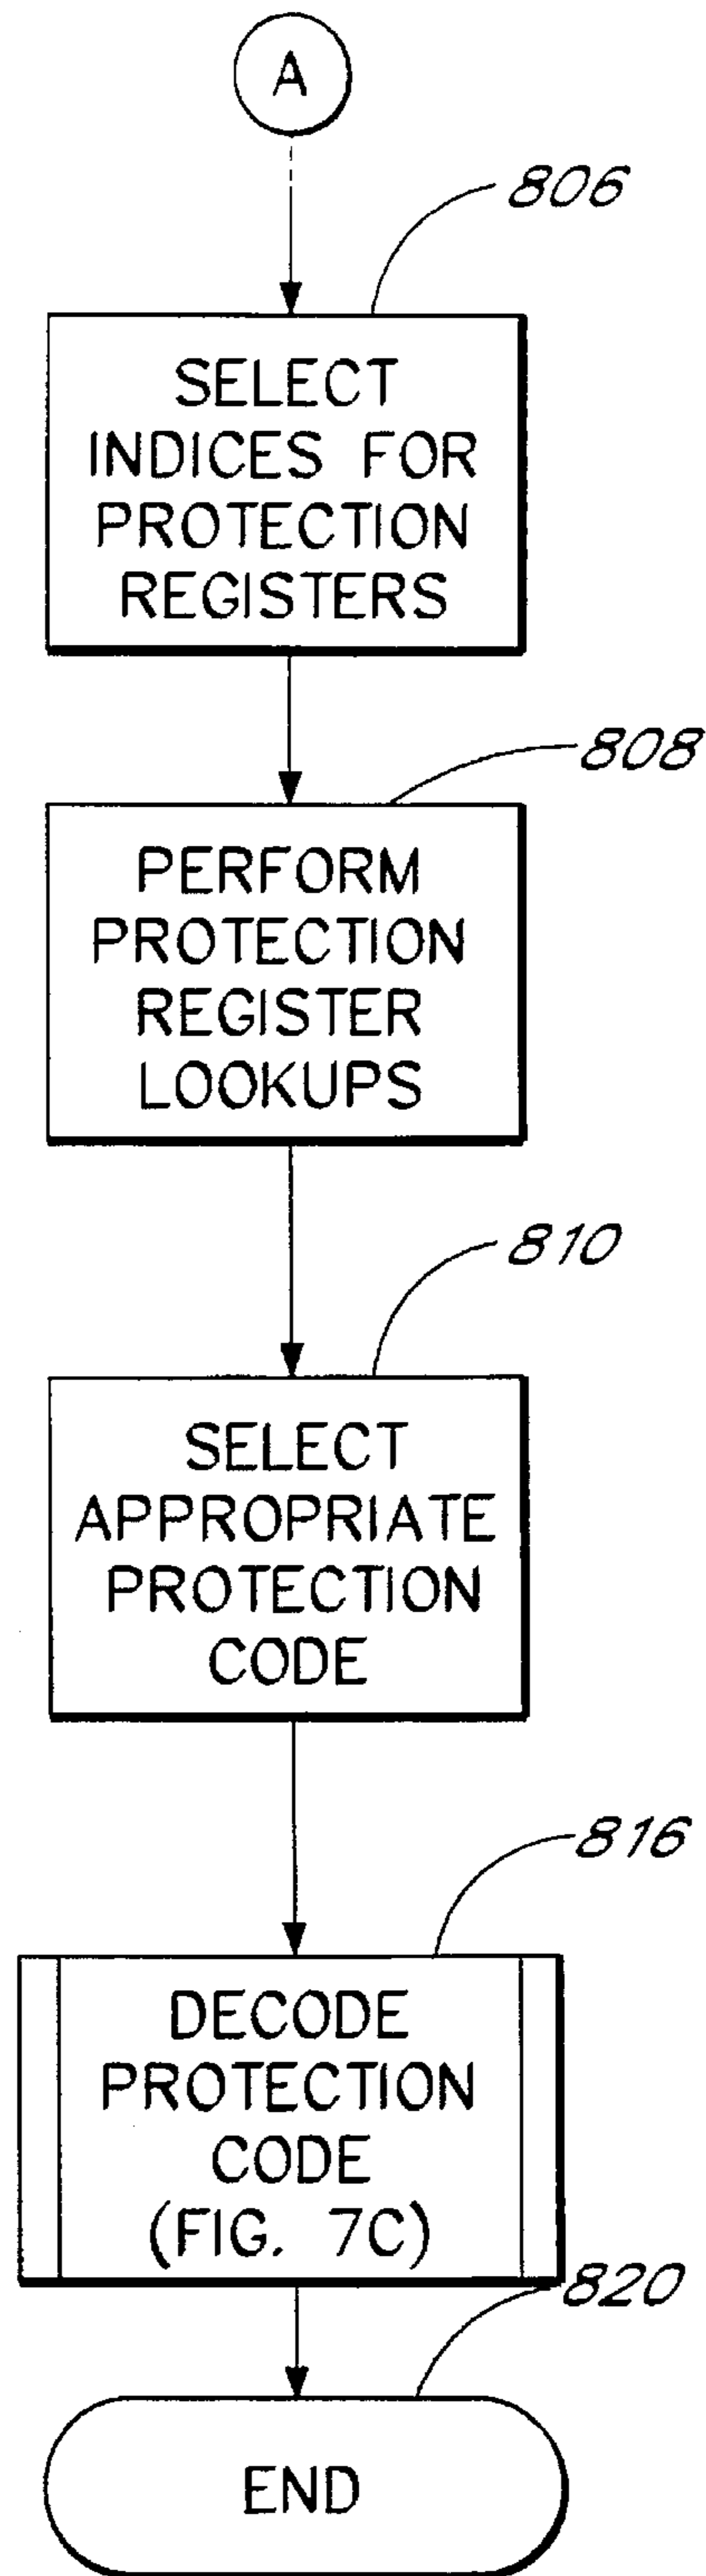 A
806
SELECT
INDICES FOR
PROTECTION
REGISTERS
808
PERFORM
PROTECTION
REGISTER
LOOKUPS
810
SELECT
APPROPRIATE
PROTECTION
CODE
816
DECODE
PROTECTION
CODE
(FIG. 7C)
820
END